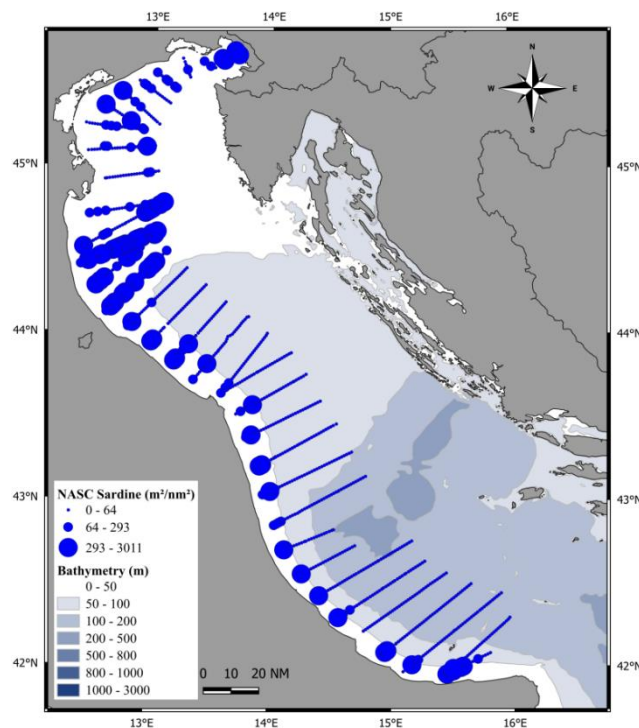 13°E 14°E 15°E 16°E
N
W E
S
45°N 45°N
44°N 44°N
43°N 43°N
NASC Sardine (m²/nm²)
0 - 64
64 - 293
293 - 3011
Bathymetry (m)
0 - 50
50 - 100
100 - 200
200 - 500
500 - 800
800 - 1000
1000 - 3000
42°N 42°N
0 10 20 NM
13°E 14°E 15°E 16°E